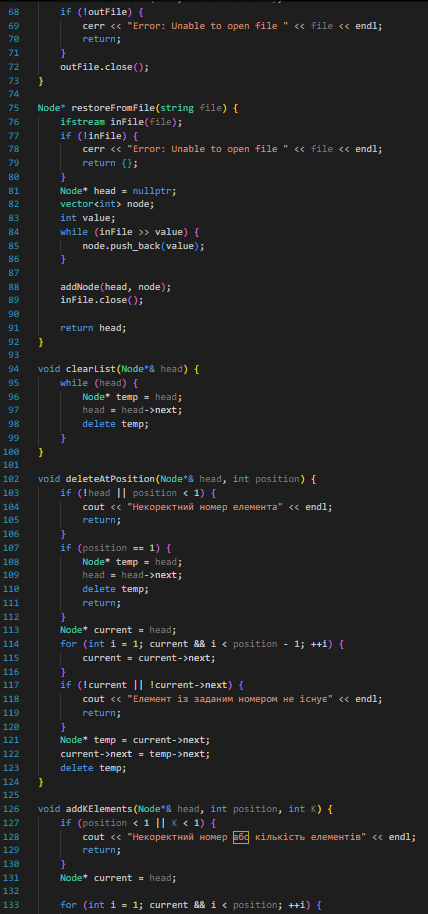 68 if (!outFile) {
69 cerr << "Error: Unable to open file " << file << endl;
70 return;
71 }
72 outFile.close();
73 }
74
75 Node* restoreFromFile(string file) {
76 ifstream inFile(file);
77 if (!inFile) {
78 cerr << "Error: Unable to open file " << file << endl;
79 return {};
80 }
81 Node* head = nullptr;
82 vector<int> node;
83 int value;
84 while (inFile >> value) {
85 node.push_back(value);
86 }
87
88 addNode(head, node);
89 inFile.close();
90
91 return head;
92 }
93
94 void clearList(Node*& head) {
95 while (head) {
96 Node* temp = head;
97 head = head->next;
98 delete temp;
99 }
100 }
101
102 void deleteAtPosition(Node*& head, int position) {
103 if (!head || position < 1) {
104 cout << "Некоректний номер елемента" << endl;
105 return;
106 }
107 if (position == 1) {
108 Node* temp = head;
109 head = head->next;
110 delete temp;
111 return;
112 }
113 Node* current = head;
114 for (int i = 1; current && i < position - 1; ++i) {
115 current = current->next;
116 }
117 if (!current || !current->next) {
118 cout << "Елемент із заданим номером не існує" << endl;
119 return;
120 }
121 Node* temp = current->next;
122 current->next = temp->next;
123 delete temp;
124 }
125
126 void addKElements(Node*& head, int position, int K) {
127 if (position < 1 || K < 1) {
128 cout << "Некоректний номер або кількість елементів" << endl;
129 return;
130 }
131 Node* current = head;
132
133 for (int i = 1; current && i < position; ++i) {